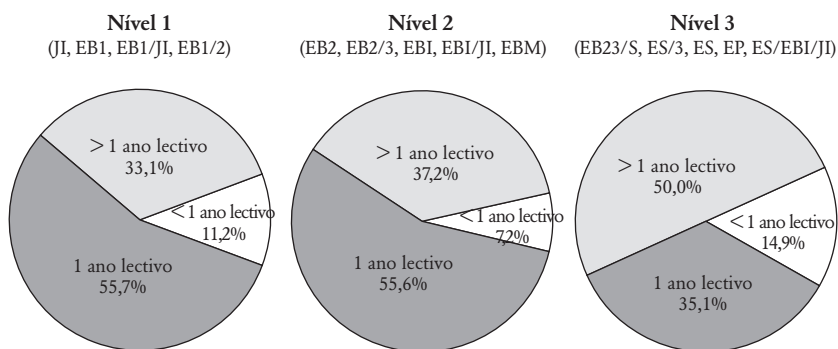 Nível 1
(JI, EB1, EB1/JI, EB1/2)
> 1 ano lectivo
33,1%
< 1 ano lectivo
11,2%
1 ano lectivo
55,7%
Nível 2
(EB2, EB2/3, EBI, EBI/JI, EBM)
> 1 ano lectivo
37,2%
< 1 ano lectivo
7,2%
1 ano lectivo
55,6%
Nível 3
(EB23/S, ES/3, ES, EP, ES/EBI/JI)
> 1 ano lectivo
50,0%
< 1 ano lectivo
14,9%
1 ano lectivo
35,1%